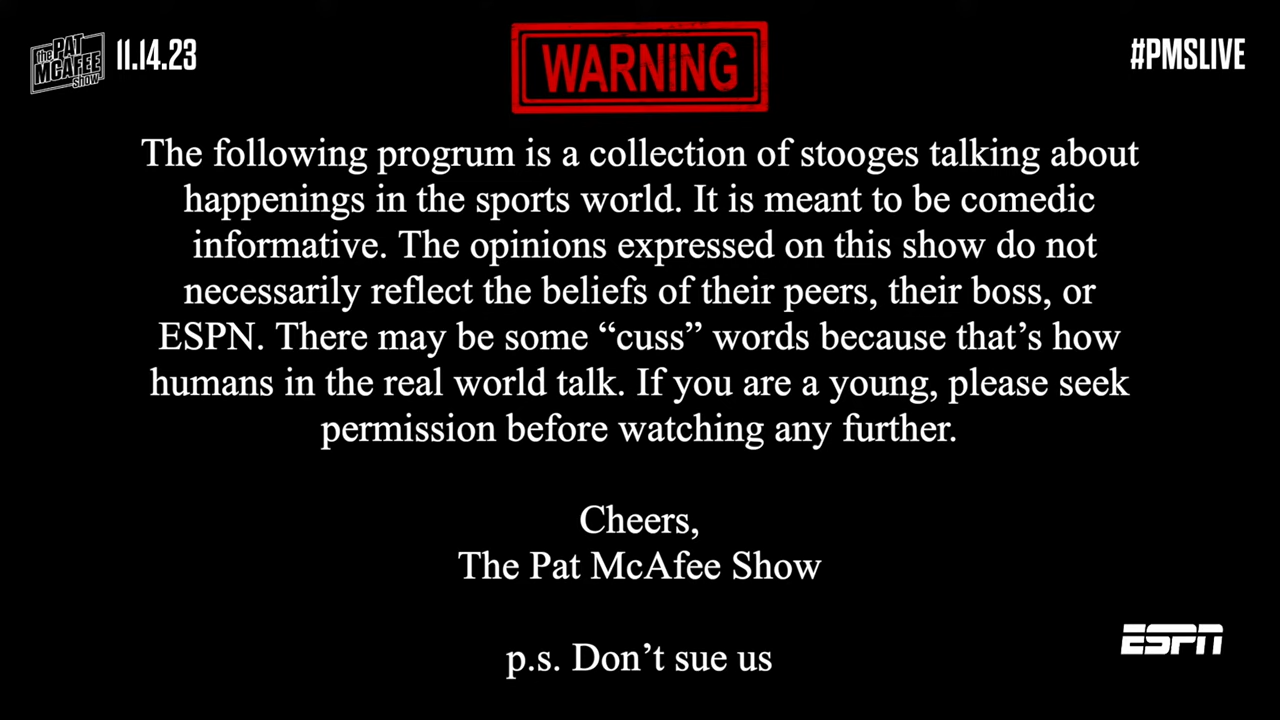 The PAT MCAFEE Show
11.14.23
WARNING
#PMSLIVE
The following progrum is a collection of stooges talking about
happenings in the sports world. It is meant to be comedic
informative. The opinions expressed on this show do not
necessarily reflect the beliefs of their peers, their boss, or
ESPN. There may be some “cuss” words because that’s how
humans in the real world talk. If you are a young, please seek
permission before watching any further.
Cheers,
The Pat McAfee Show
ESPN
p.s. Don’t sue us